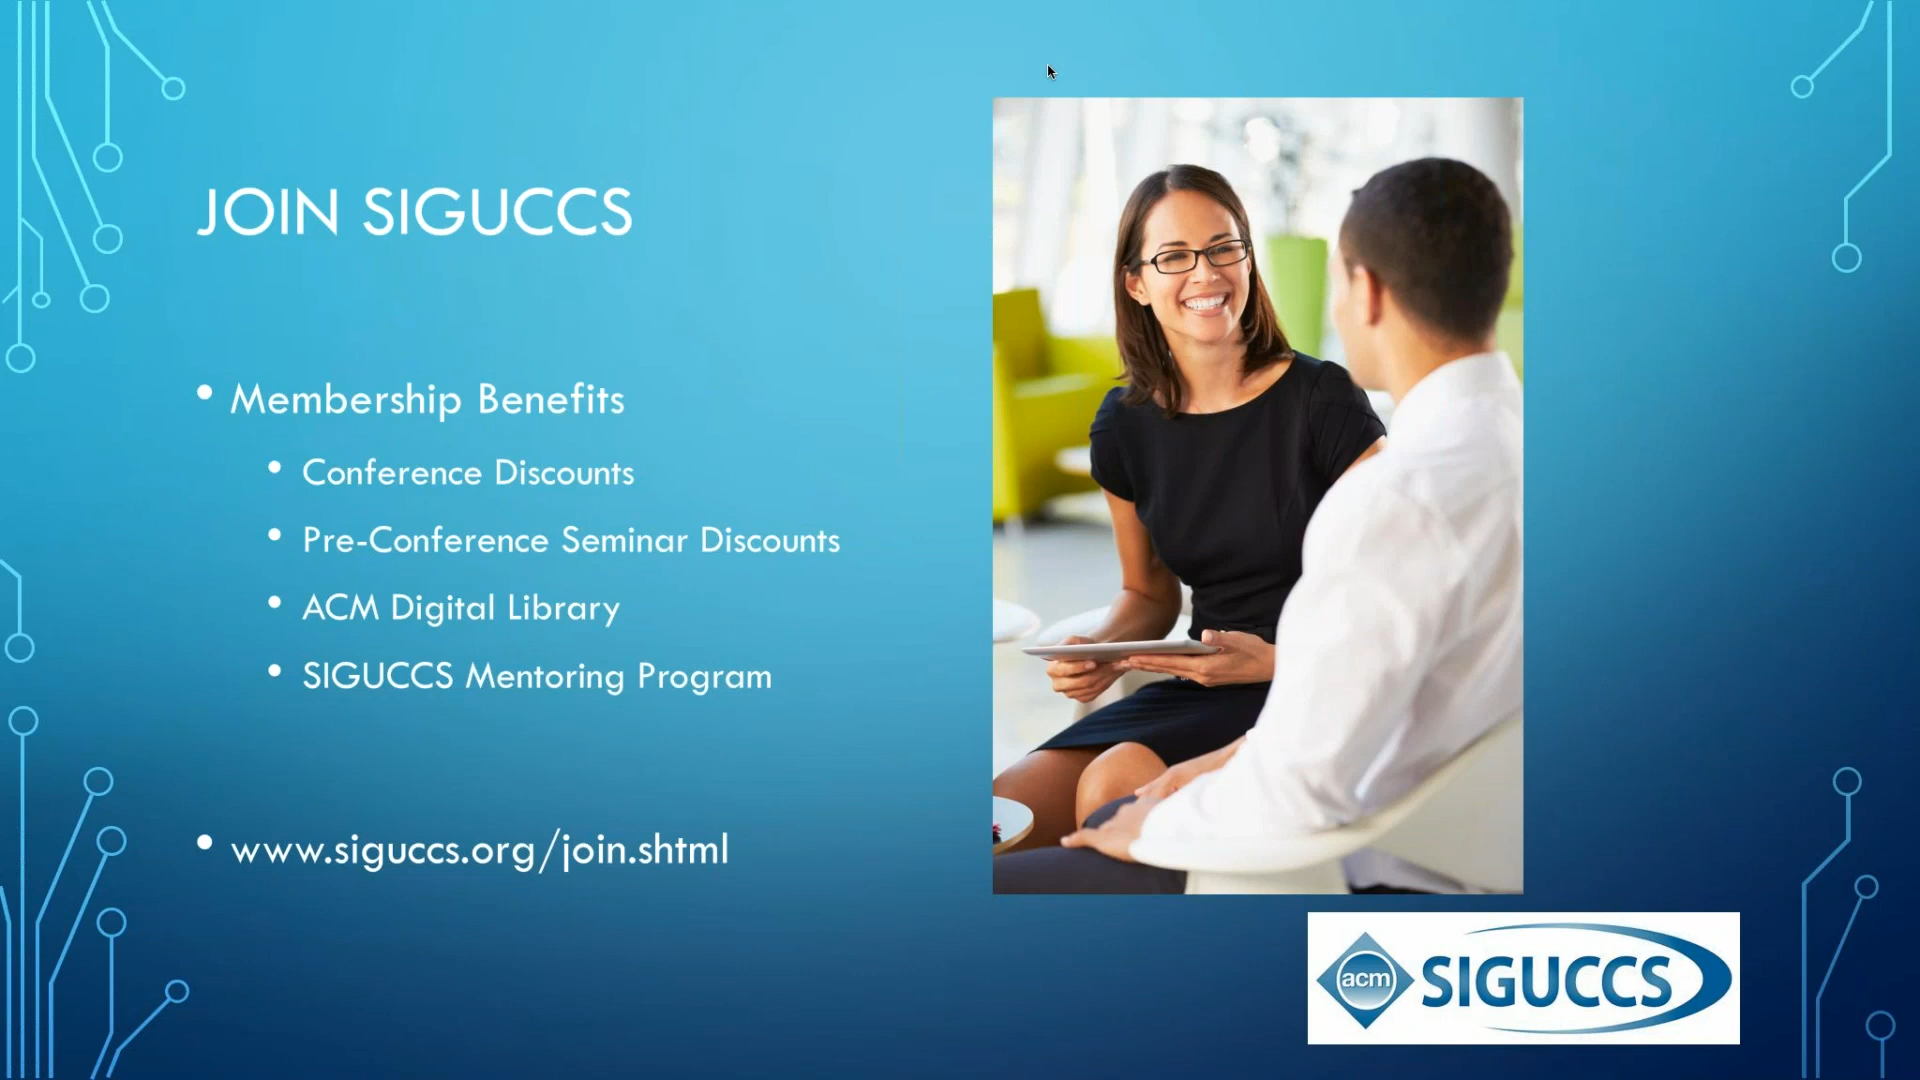 JOIN SIGUCCS
• Membership Benefits
• Conference Discounts
• Pre-Conference Seminar Discounts
• ACM Digital Library
• SIGUCCS Mentoring Program
• www.siguccs.org/join.shtml
acm SIGUCCS